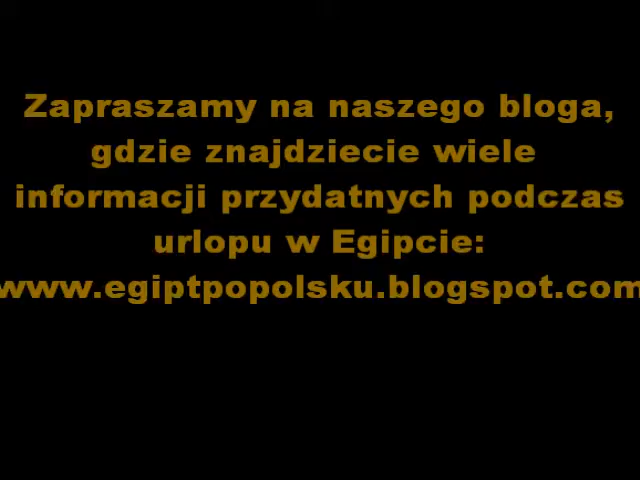 Zapraszamy na naszego bloga,
gdzie znajdziecie wiele
informacji przydatnych podczas
urlopu w Egipcie:
www.egiptpopolsku.blogspot.com